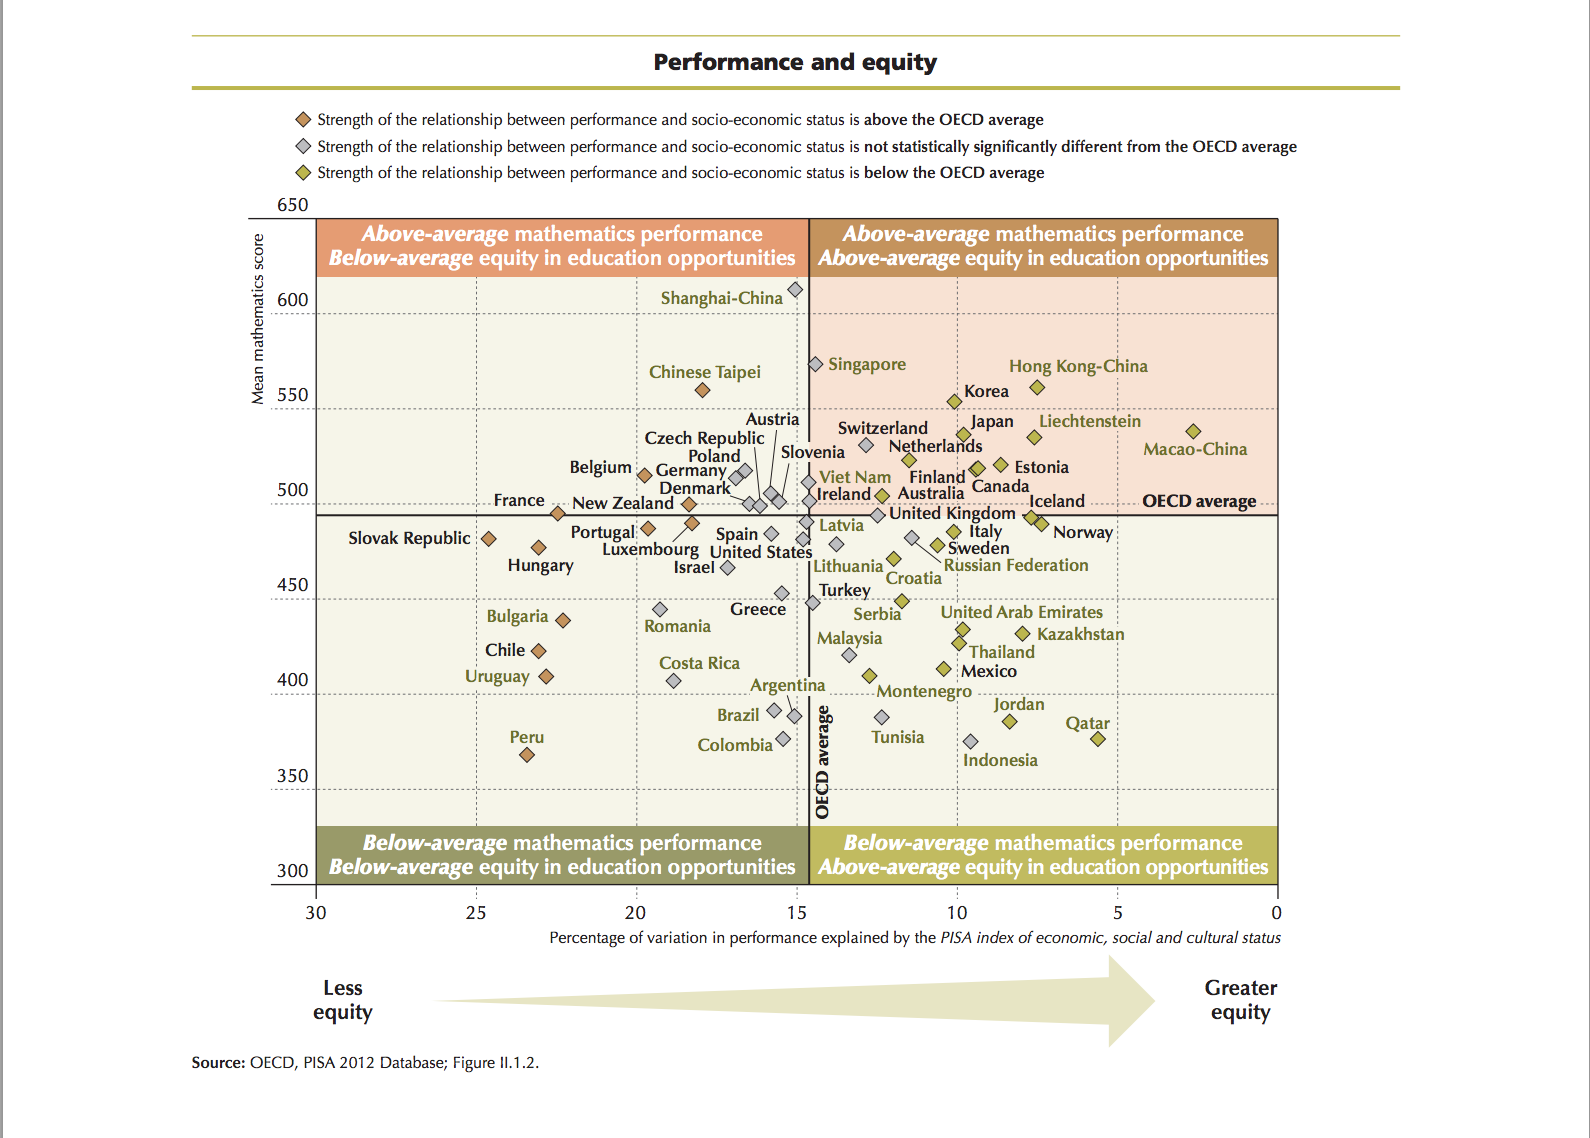 Performance and equity
Strength of the relationship between performance and socio-economic status is above the OECD average
Strength of the relationship between performance and socio-economic status is not statistically significantly different from the OECD average
Strength of the relationship between performance and socio-economic status is below the OECD average
Mean mathematics score
650
600
550
500
450
400
350
300
Above-average mathematics performance
Below-average equity in education opportunities
Above-average mathematics performance
Above-average equity in education opportunities
Shanghai-China
Singapore
Chinese Taipei
Hong Kong-China
Korea
Austria
Japan
Liechtenstein
Switzerland
Czech Republic
Netherlands
Macao-China
Slovenia
Poland
Belgium
Germany
Viet Nam
Finland
Estonia
Canada
Denmark
Ireland
Australia
France
New Zealand
Iceland
OECD average
United Kingdom
Latvia
Portugal
Spain
Italy
Norway
Slovak Republic
Luxembourg
United States
Sweden
Hungary
Israel
Lithuania
Russian Federation
Croatia
Turkey
Greece
Serbia
United Arab Emirates
Bulgaria
Romania
Malaysia
Kazakhstan
Chile
Thailand
Costa Rica
Mexico
Uruguay
Argentina
Montenegro
Jordan
Brazil
Qatar
Peru
Colombia
Tunisia
Indonesia
OECD average
Below-average mathematics performance
Below-average equity in education opportunities
Below-average mathematics performance
Above-average equity in education opportunities
30
25
20
15
10
5
0
Percentage of variation in performance explained by the PISA index of economic, social and cultural status
Less
equity
Greater
equity
Source: OECD, PISA 2012 Database; Figure II.1.2.